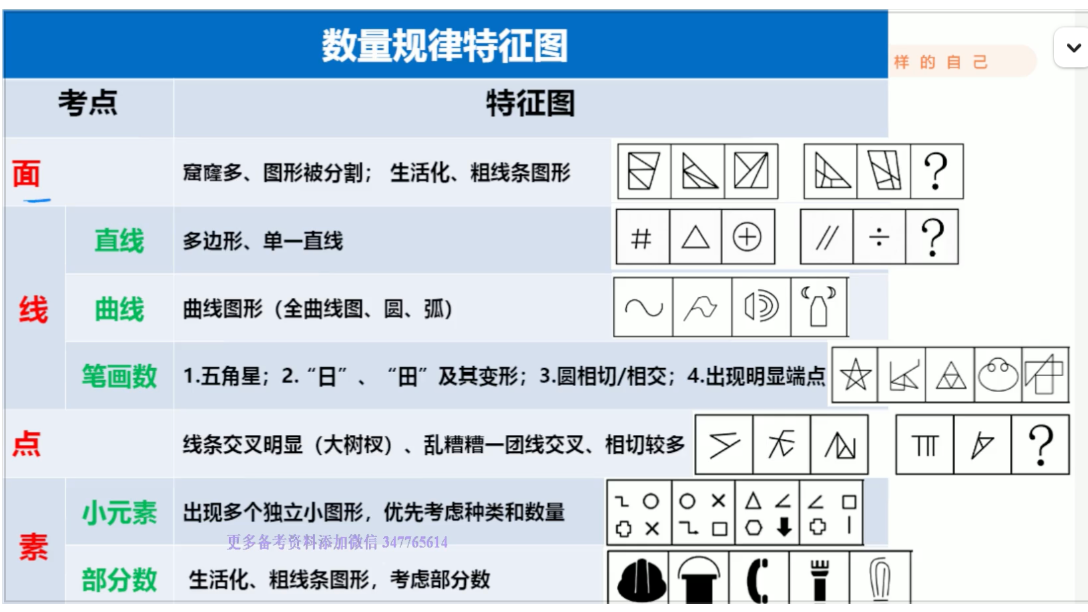 数量规律特征图
样的自己
考点 特征图
面 窟窿多、图形被分割； 生活化、粗线条图形
?
线
直线 多边形、单一直线
?
曲线 曲线图形（全曲线图、圆、弧）
笔画数 1.五角星；2.“日”、“田”及其变形；3.圆相切/相交；4.出现明显端点
点 线条交叉明显（大树杈）、乱糟糟一团线交叉、相切较多
?
素
小元素 出现多个独立小图形，优先考虑种类和数量
更多备考资料添加微信 347765614
部分数 生活化、粗线条图形，考虑部分数